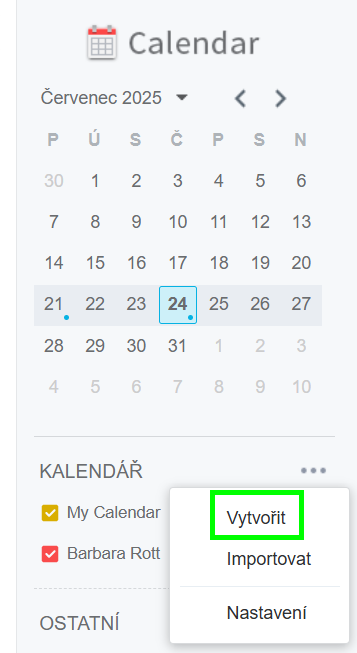 Calendar
Červenec 2025
P Ú S Č P S N
30 1 2 3 4 5 6
7 8 9 10 11 12 13
14 15 16 17 18 19 20
21 22 23 24 25 26 27
28 29 30 31 1 2 3
4 5 6 7 8 9 10
KALENDÁŘ
Vytvořit
My Calendar
Importovat
Barbara Rott
Nastavení
OSTATNÍ